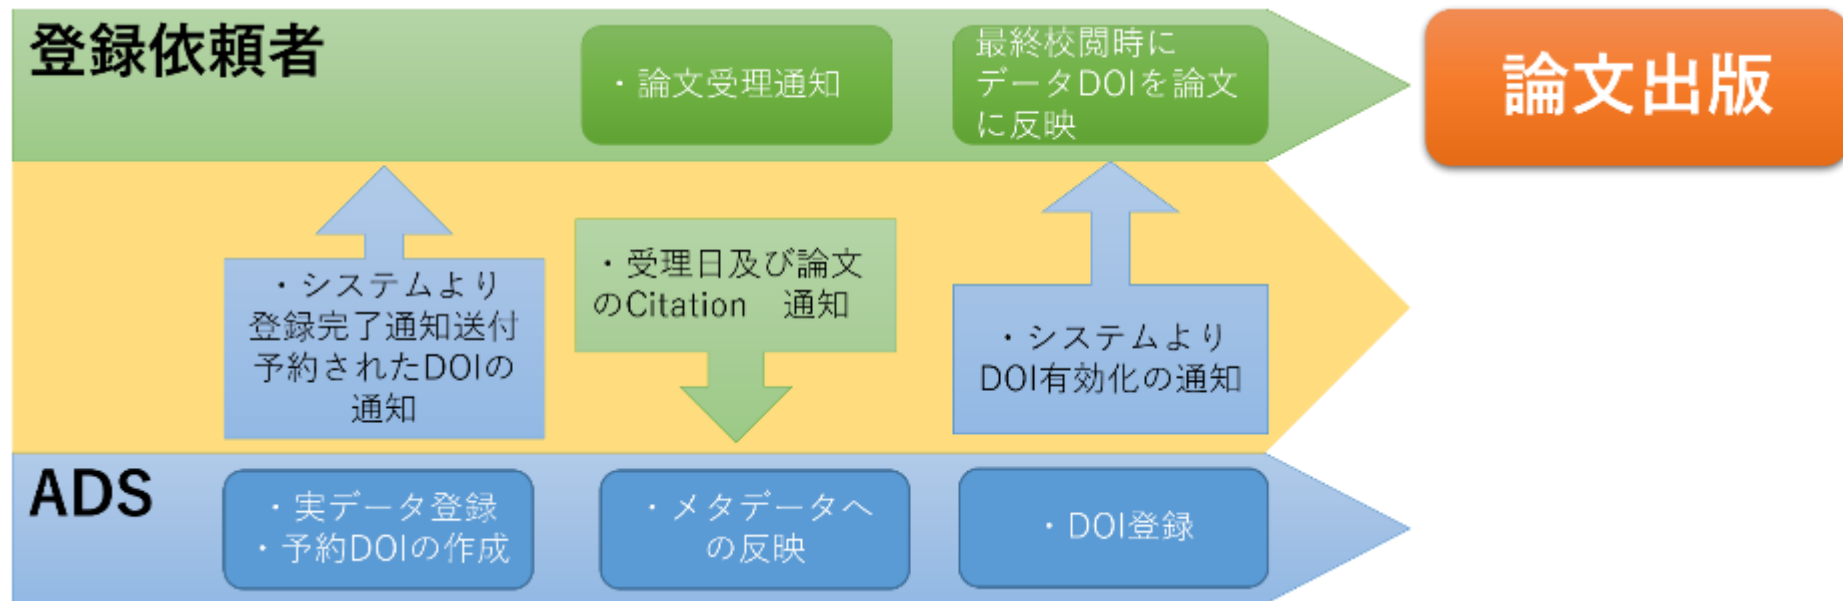 登録依頼者
・論文受理通知
最終校閲時に
データDOIを論文
に反映
論文出版
・システムより
登録完了通知送付
予約されたDOIの
通知
・受理日及び論文
のCitation　通知
・システムより
DOI有効化の通知
ADS
・実データ登録
・予約DOIの作成
・メタデータへ
の反映
・DOI登録